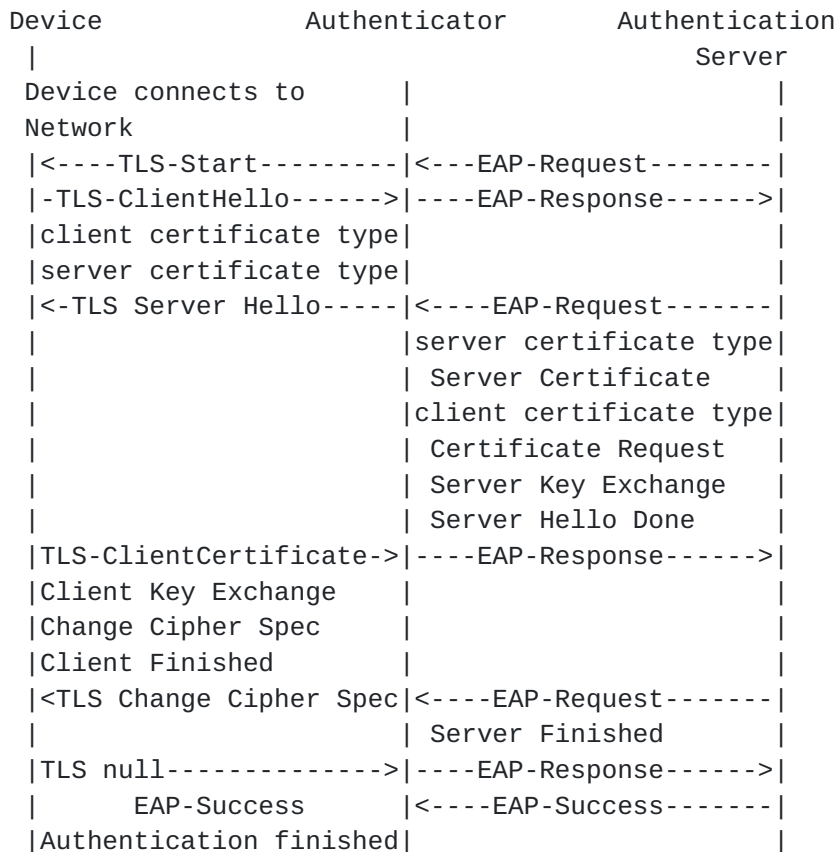 Device            Authenticator       Authentication
 |                                        Server
 Device connects to      |                      |
 Network                 |                      |
 |<----TLS-Start---------|<---EAP-Request--------|
 |-TLS-ClientHello------>|----EAP-Response------>|
 |client certificate type|                      |
 |server certificate type|                      |
 |<-TLS Server Hello-----|<----EAP-Request-------|
 |                       |server certificate type|
 |                       | Server Certificate    |
 |                       |client certificate type|
 |                       | Certificate Request   |
 |                       | Server Key Exchange   |
 |                       | Server Hello Done     |
 |TLS-ClientCertificate->|----EAP-Response------>|
 |Client Key Exchange    |                      |
 |Change Cipher Spec     |                      |
 |Client Finished        |                      |
 |<TLS Change Cipher Spec|<----EAP-Request-------|
 |                       | Server Finished       |
 |TLS null-------------->|----EAP-Response------>|
 |      EAP-Success      |<----EAP-Success-------|
 |Authentication finished|                      |